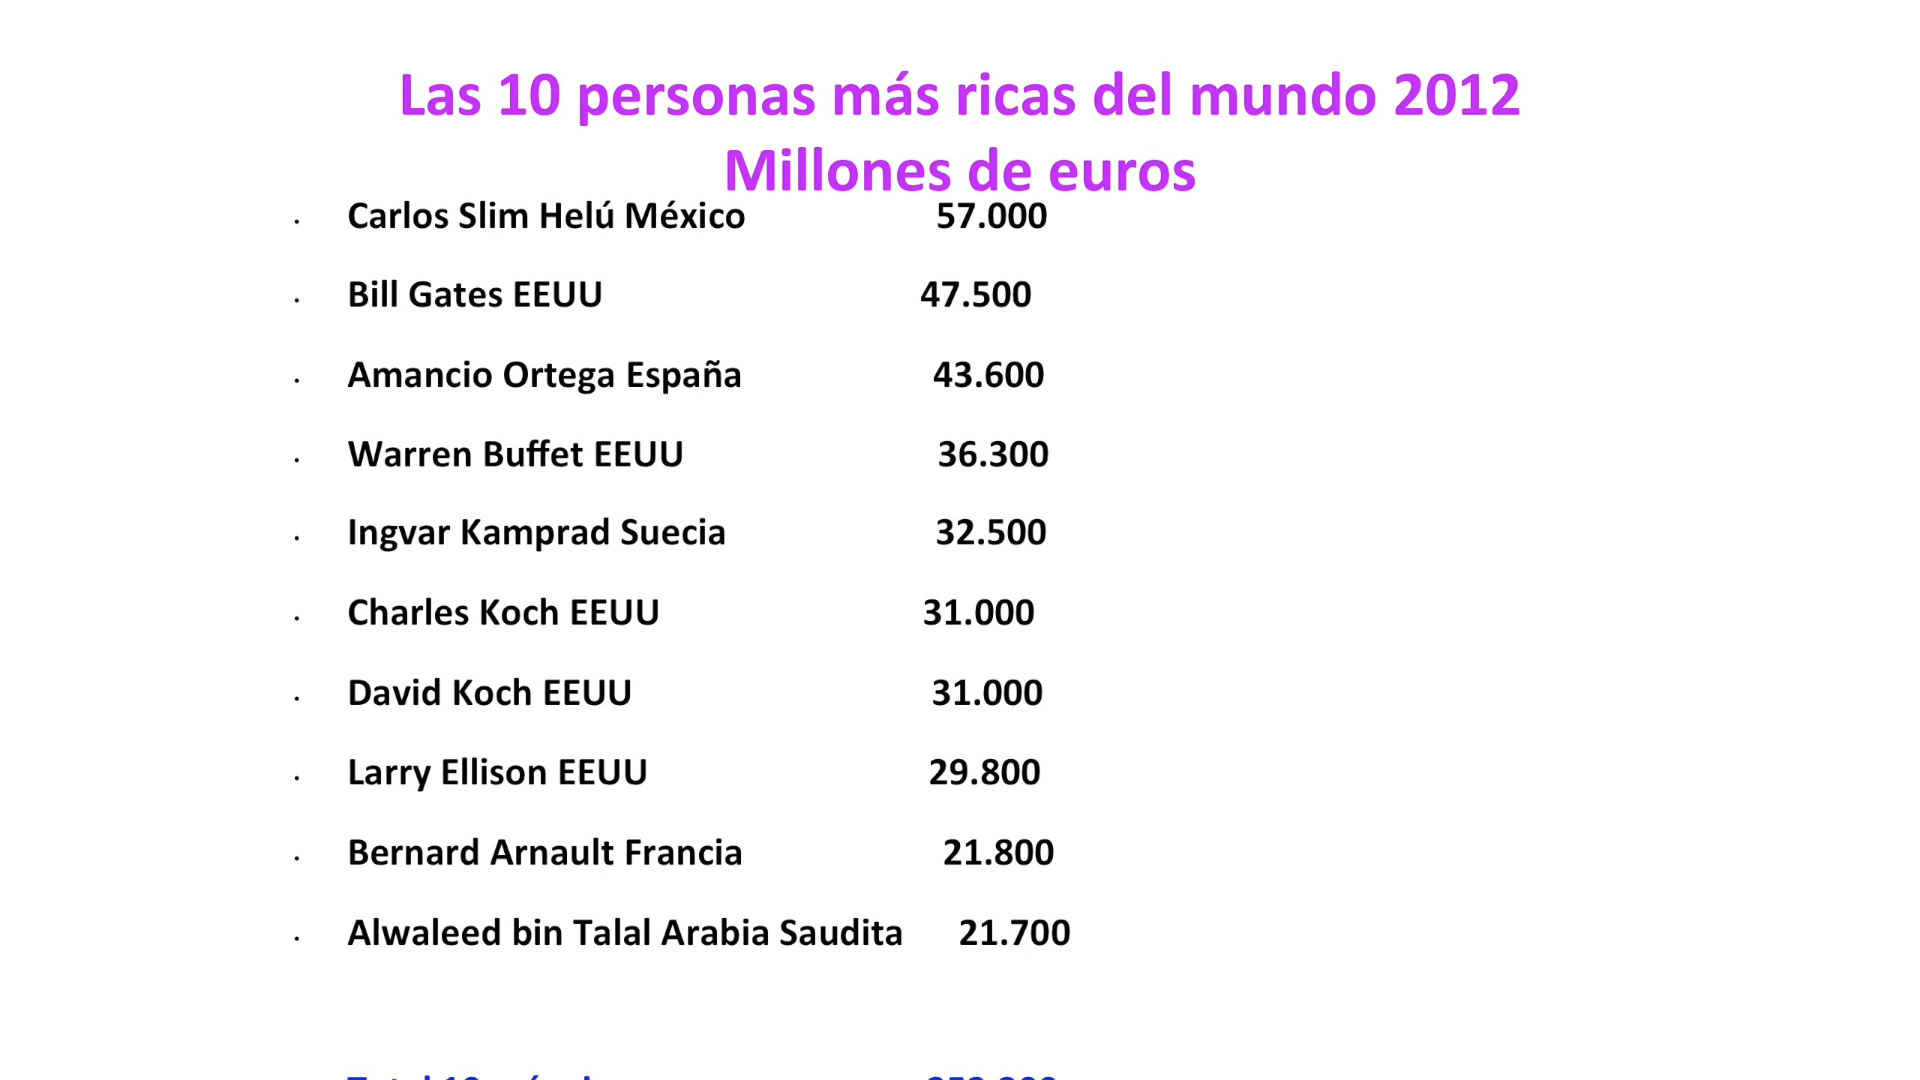 Las 10 personas más ricas del mundo 2012
Millones de euros
· Carlos Slim Helú México 57.000
· Bill Gates EEUU 47.500
· Amancio Ortega España 43.600
· Warren Buffet EEUU 36.300
· Ingvar Kamprad Suecia 32.500
· Charles Koch EEUU 31.000
· David Koch EEUU 31.000
· Larry Ellison EEUU 29.800
· Bernard Arnault Francia 21.800
· Alwaleed bin Talal Arabia Saudita 21.700
Total 10